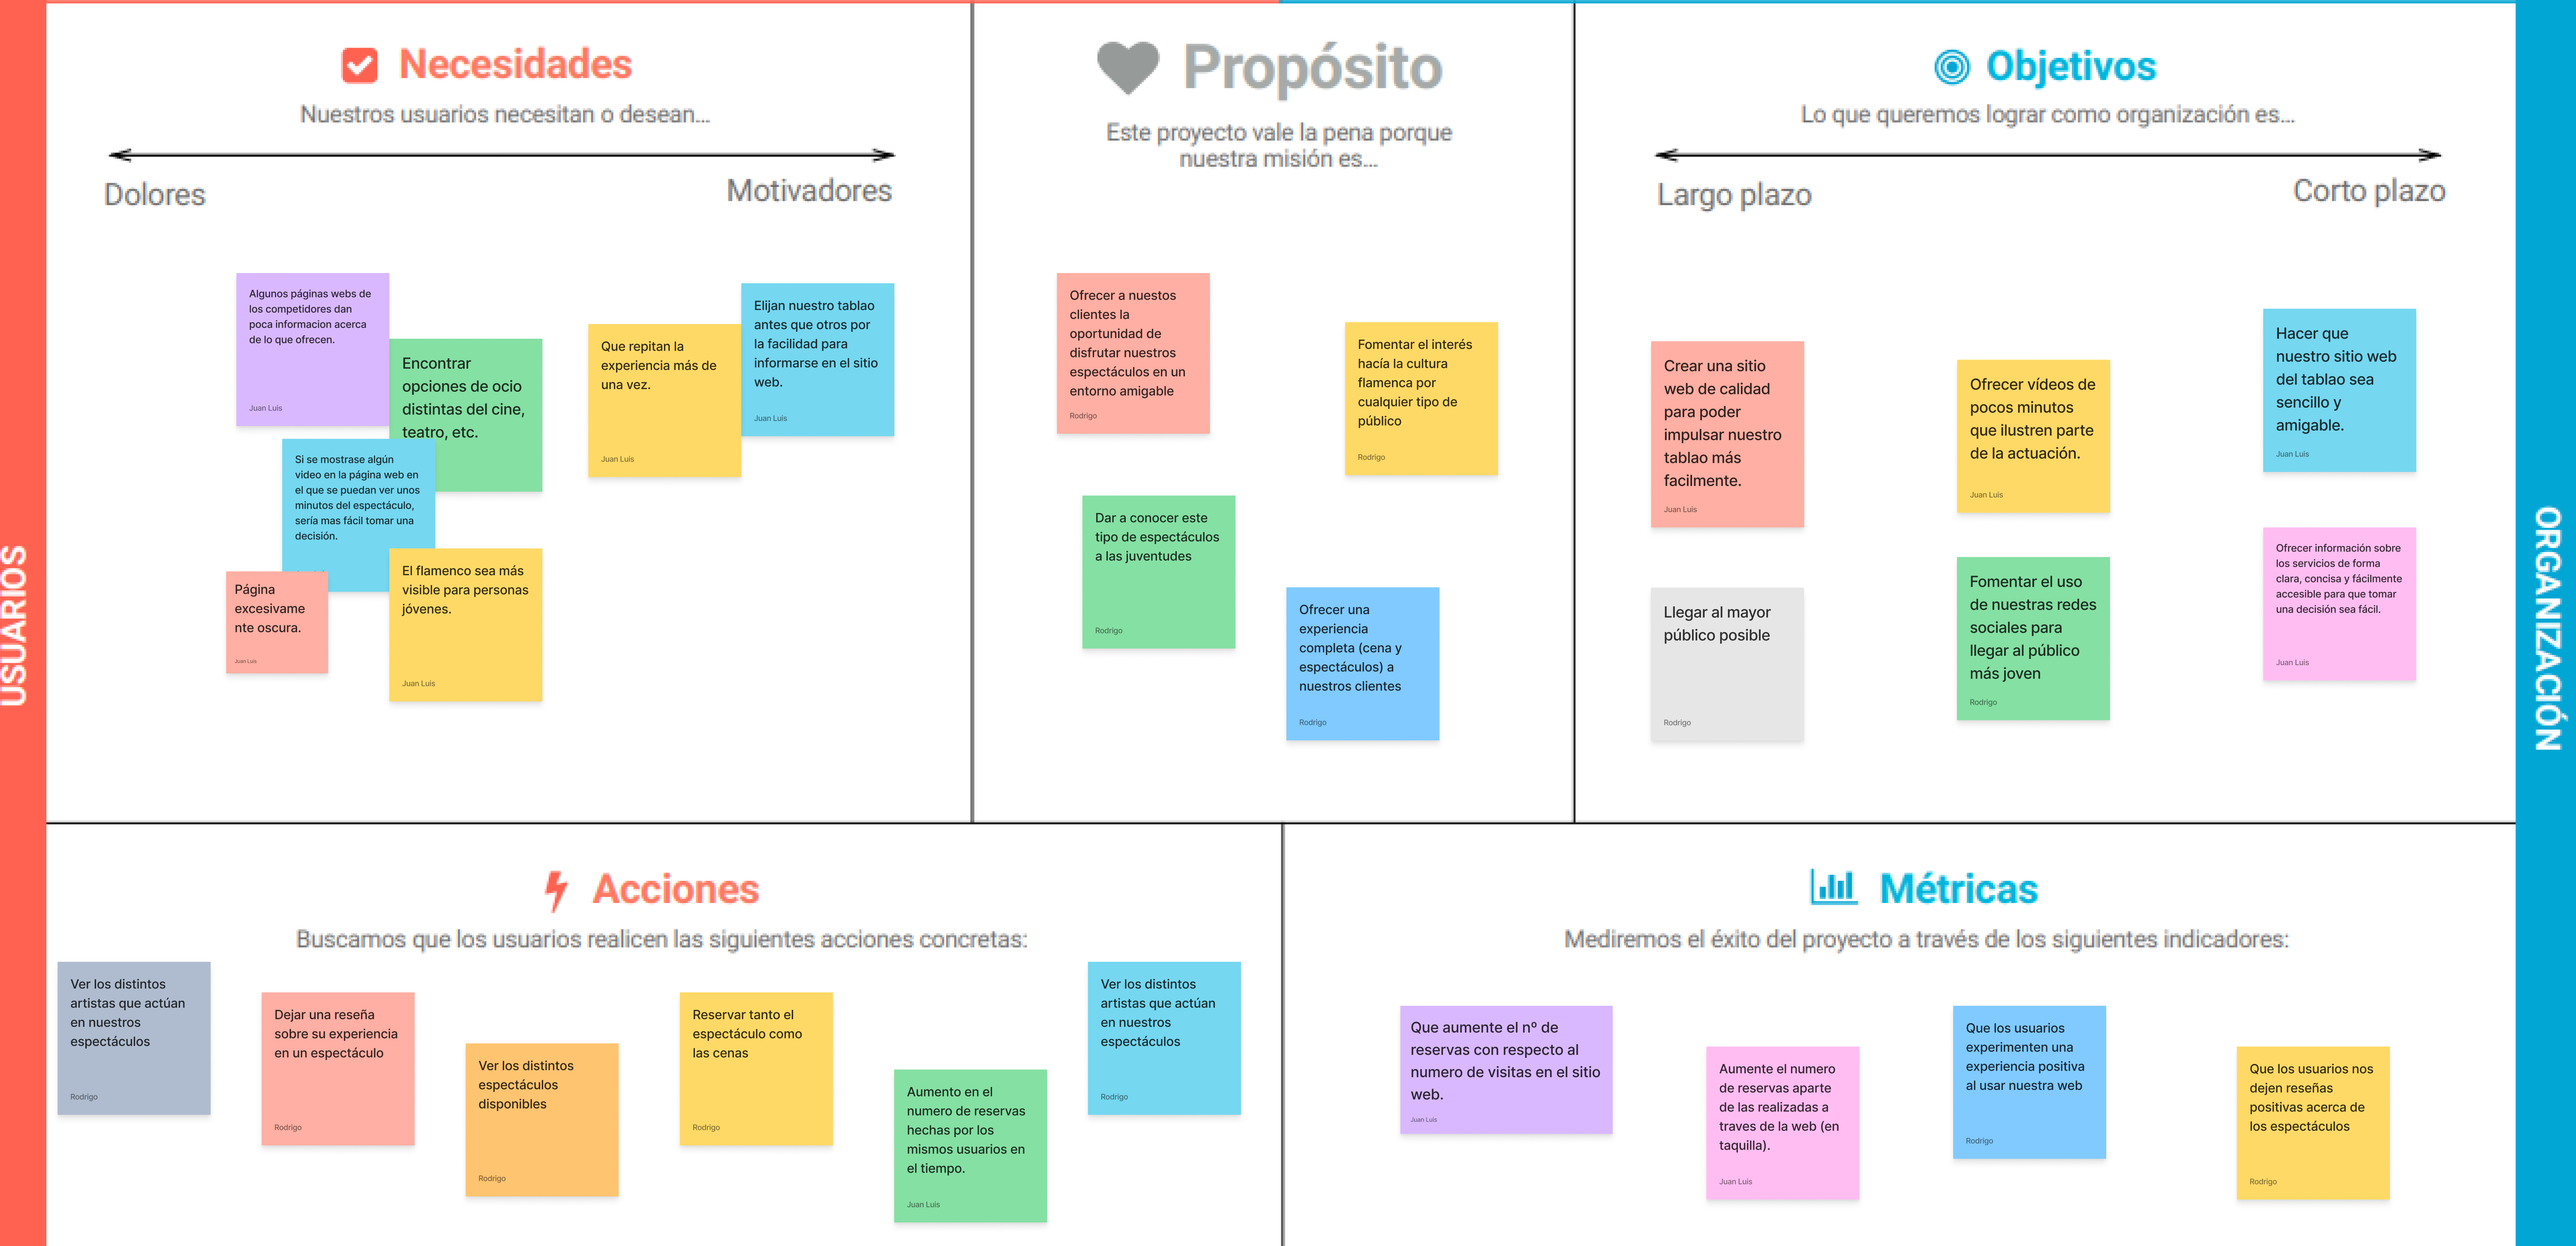 USUARIOS
Necesidades
Nuestros usuarios necesitan o desean...
Dolores
Motivadores
Algunos páginas webs de
los competidores dan
poca informacion acerca
de lo que ofrecen.
Juan Luis
Encontrar
opciones de ocio
distintas del cine,
teatro, etc.
Si se mostrase algún
video en la página web en
el que se puedan ver unos
minutos del espectáculo,
sería mas fácil tomar una
decisión.
Página
excesivame
nte oscura.
Juan Luis
El flamenco sea más
visible para personas
jóvenes.
Juan Luis
Que repitan la
experiencia más de
una vez.
Juan Luis
Elijan nuestro tablao
antes que otros por
la facilidad para
informarse en el sitio
web.
Juan Luis
Propósito
Este proyecto vale la pena porque
nuestra misión es...
Ofrecer a nuestos
clientes la
oportunidad de
disfrutar nuestros
espectáculos en un
entorno amigable
Rodrigo
Fomentar el interés
hacía la cultura
flamenca por
cualquier tipo de
público
Rodrigo
Dar a conocer este
tipo de espectáculos
a las juventudes
Rodrigo
Ofrecer una
experiencia
completa (cena y
espectáculos) a
nuestros clientes
Rodrigo
Objetivos
Lo que queremos lograr como organización es...
Largo plazo
Corto plazo
Crear una sitio
web de calidad
para poder
impulsar nuestro
tablao más
facilmente.
Juan Luis
Ofrecer vídeos de
pocos minutos
que ilustren parte
de la actuación.
Juan Luis
Hacer que
nuestro sitio web
del tablao sea
sencillo y
amigable.
Juan Luis
Llegar al mayor
público posible
Rodrigo
Fomentar el uso
de nuestras redes
sociales para
llegar al público
más joven
Rodrigo
Ofrecer información sobre
los servicios de forma
clara, concisa y fácilmente
accesible para que tomar
una decisión sea fácil.
Juan Luis
ORGANIZACIÓN
Acciones
Buscamos que los usuarios realicen las siguientes acciones concretas:
Ver los distintos
artistas que actúan
en nuestros
espectáculos
Rodrigo
Dejar una reseña
sobre su experiencia
en un espectáculo
Rodrigo
Ver los distintos
espectáculos
disponibles
Rodrigo
Reservar tanto el
espectáculo como
las cenas
Rodrigo
Aumento en el
numero de reservas
hechas por los
mismos usuarios en
el tiempo.
Juan Luis
Ver los distintos
artistas que actúan
en nuestros
espectáculos
Rodrigo
Métricas
Mediremos el éxito del proyecto a través de los siguientes indicadores:
Que aumente el nº de
reservas con respecto al
numero de visitas en el sitio
web.
Juan Luis
Aumente el numero
de reservas aparte
de las realizadas a
traves de la web (en
taquilla).
Juan Luis
Que los usuarios
experimenten una
experiencia positiva
al usar nuestra web
Rodrigo
Que los usuarios nos
dejen reseñas
positivas acerca de
los espectáculos
Rodrigo